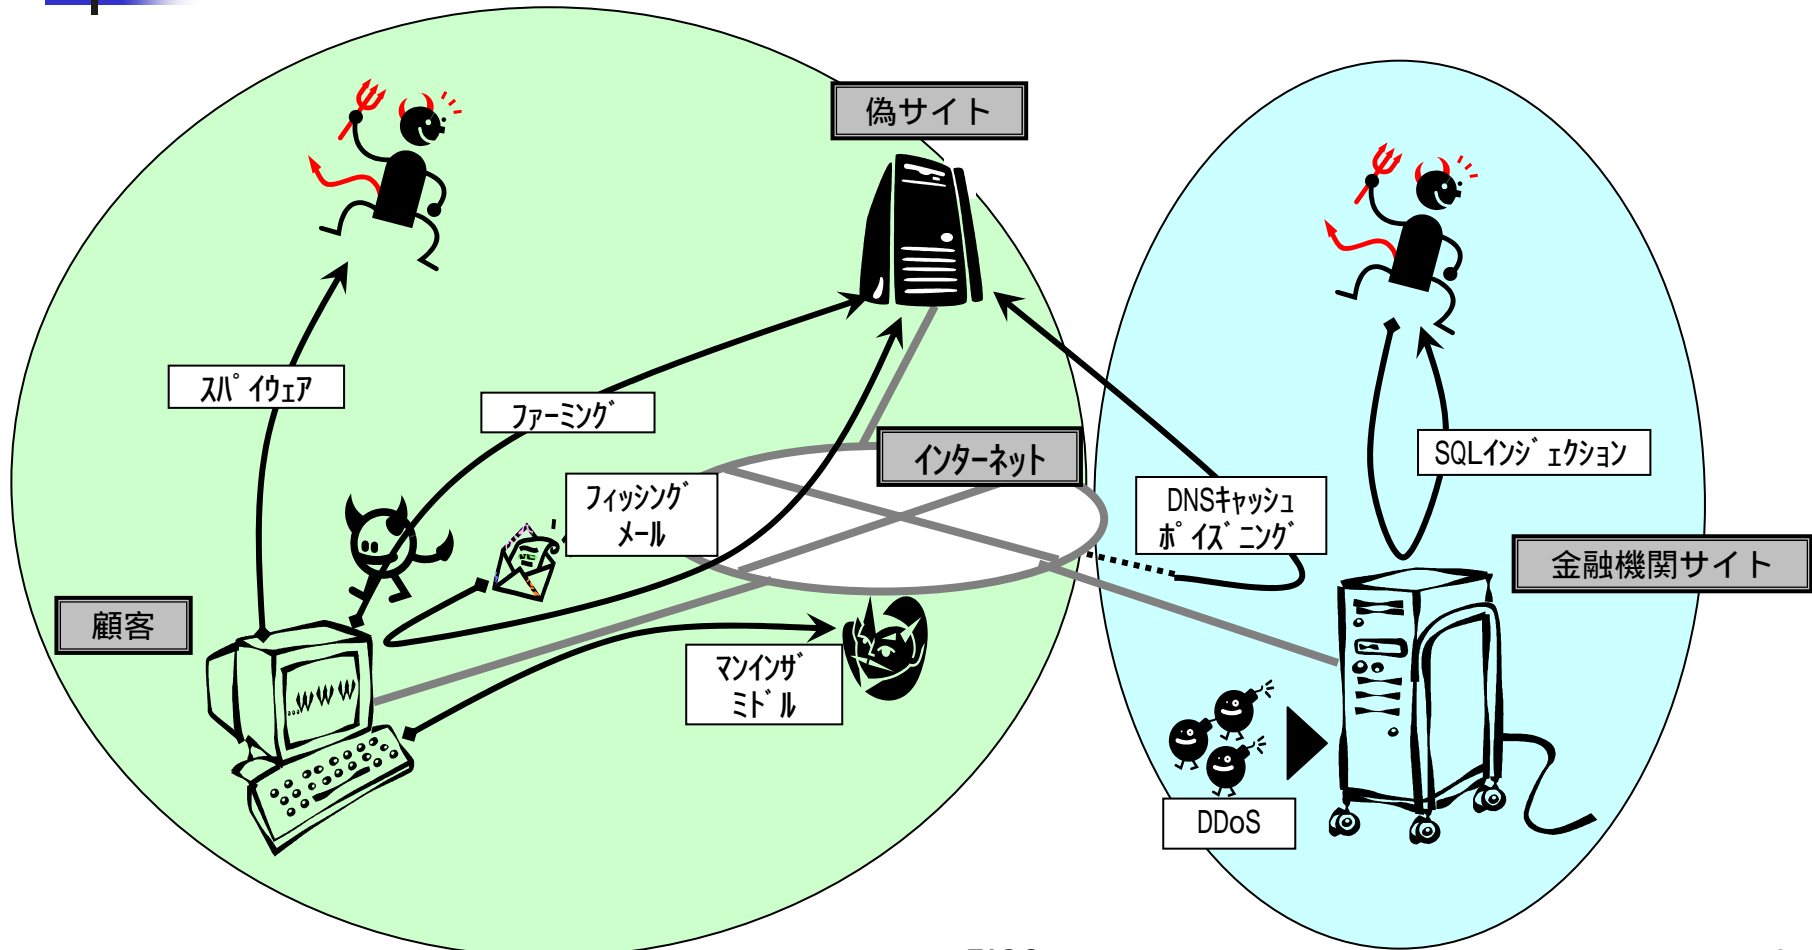 偽サイト
スパイウェア
ファーミング
インターネット
SQLインジェクション
フィッシング
メール
DNSキャッシュ
ポイズニング
金融機関サイト
顧客
マンインザ
ミドル
...WWW
DDoS